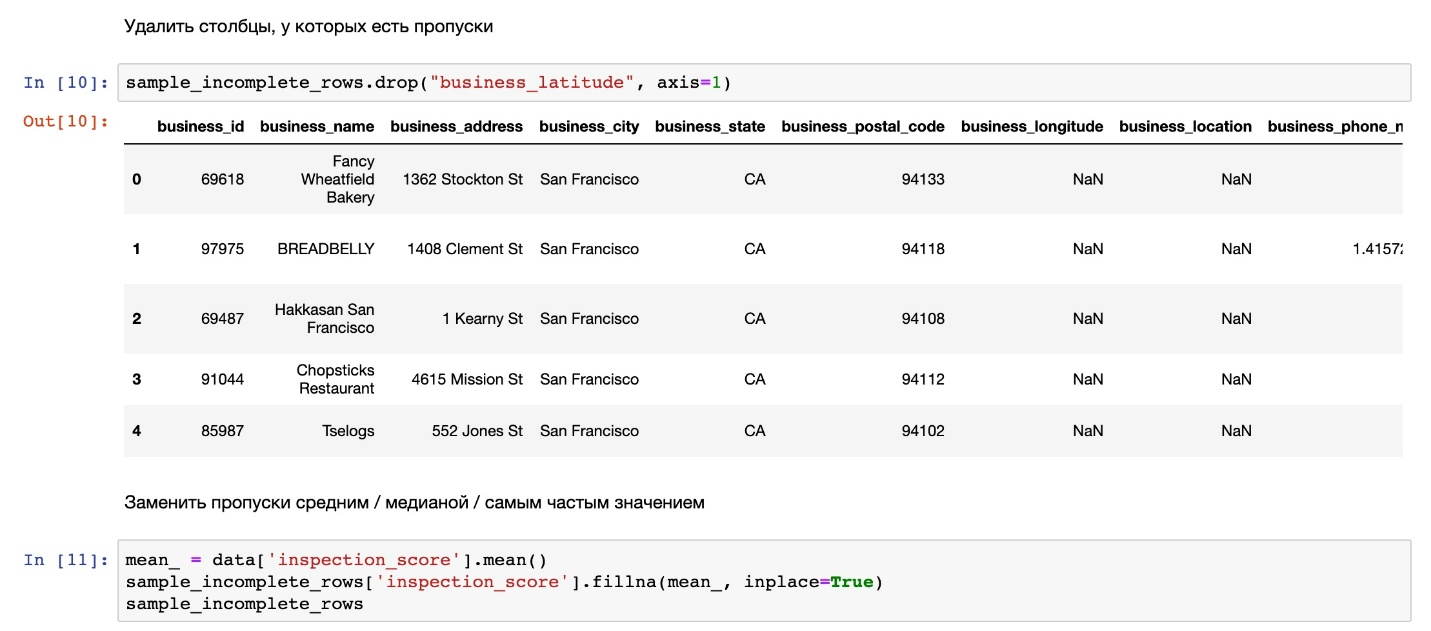 Удалить столбцы, у которых есть пропуски
In [10]: sample_incomplete_rows.drop("business_latitude", axis=1)
Out[10]:
business_id business_name business_address business_city business_state business_postal_code business_longitude business_location business_phone_n
0 69618 Fancy Wheatfield Bakery 1362 Stockton St San Francisco CA 94133 NaN NaN
1 97975 BREADBELLY 1408 Clement St San Francisco CA 94118 NaN NaN 1.41572
2 69487 Hakkasan San Francisco 1 Kearny St San Francisco CA 94108 NaN NaN
3 91044 Chopsticks Restaurant 4615 Mission St San Francisco CA 94112 NaN NaN
4 85987 Tselogs 552 Jones St San Francisco CA 94102 NaN NaN
Заменить пропуски средним / медианой / самым частым значением
In [11]: mean_ = data['inspection_score'].mean()
sample_incomplete_rows['inspection_score'].fillna(mean_, inplace=True)
sample_incomplete_rows